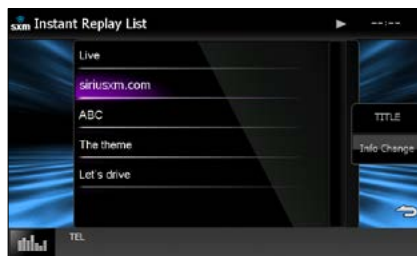 sxm Instant Replay List
--:--
Live
siriusxm.com
ABC
The theme
Let's drive
TITLE
Info Change
TEL